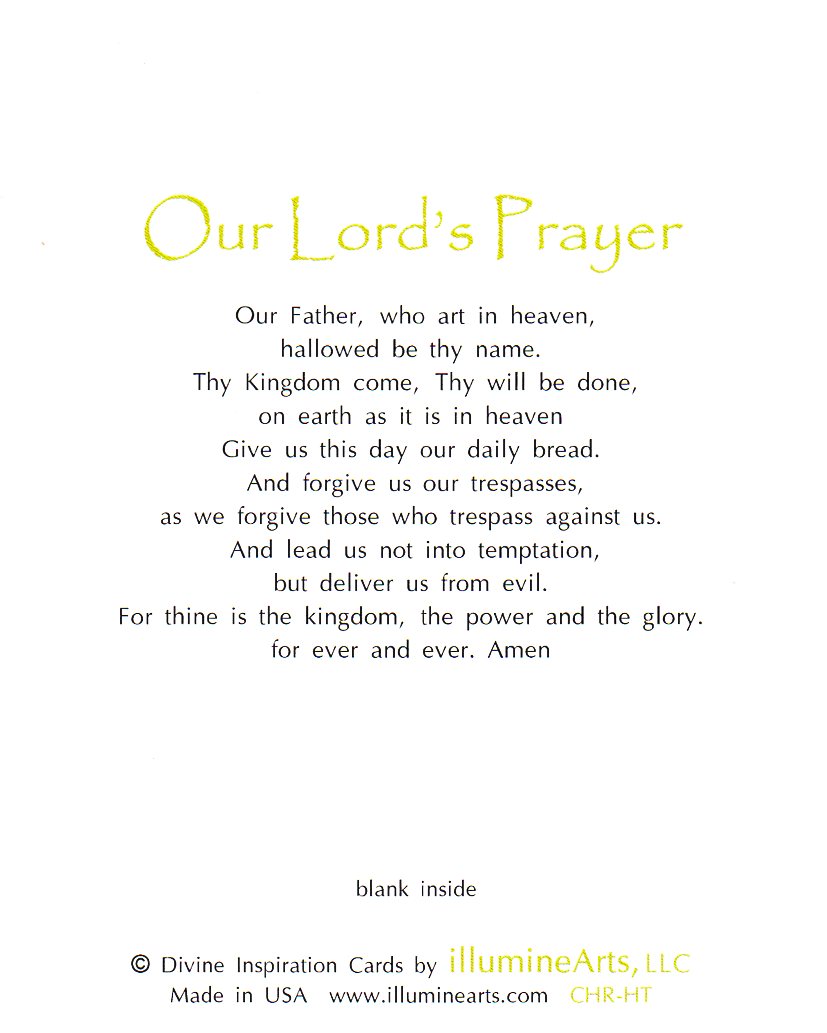 Our Lord's Prayer
Our Father, who art in heaven,
hallowed be thy name.
Thy Kingdom come, Thy will be done,
on earth as it is in heaven
Give us this day our daily bread.
And forgive us our trespasses,
as we forgive those who trespass against us.
And lead us not into temptation,
but deliver us from evil.
For thine is the kingdom, the power and the glory.
for ever and ever. Amen
blank inside
© Divine Inspiration Cards by illumineArts, LLC
Made in USA www.illuminearts.com CHR-HT